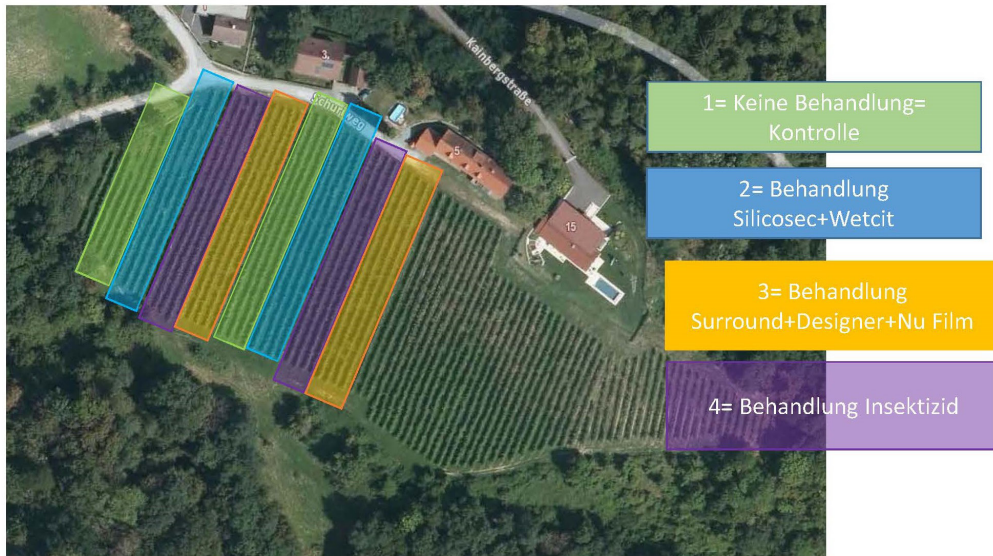 3,
Kainbergstraße
5
15
1= Keine Behandlung=
Kontrolle
2= Behandlung
Silicosec+Wetcit
3= Behandlung
Surround+Designer+Nu Film
4= Behandlung Insektizid